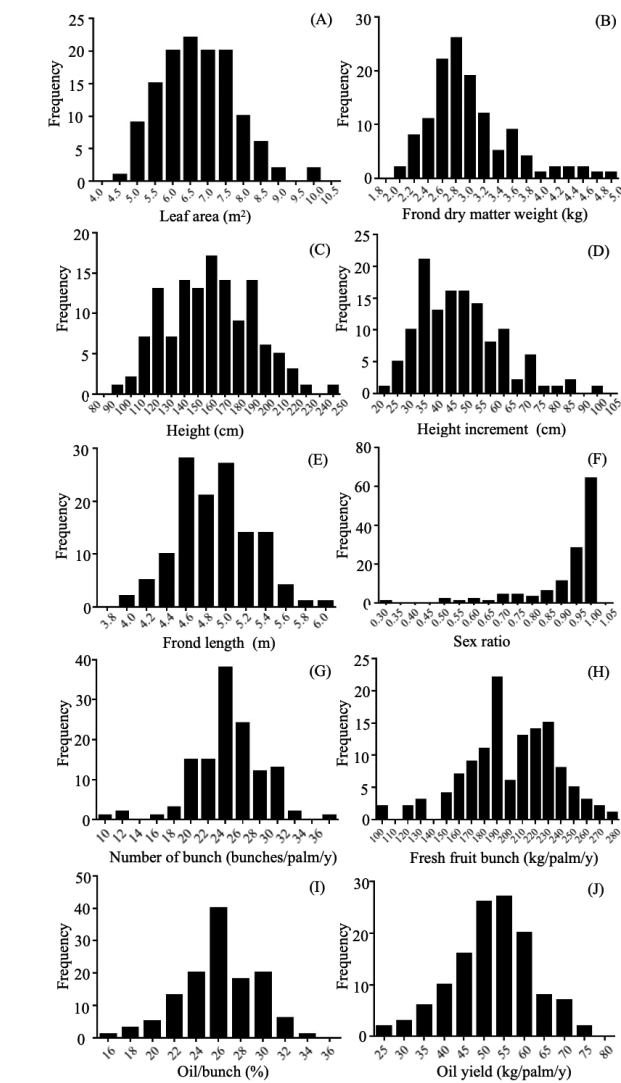 (A)
Frequency
25
20
15
10
5
0
4.0 4.5 5.0 5.5 6.0 6.5 7.0 7.5 8.0 8.5 9.0 9.5 10.0 10.5
Leaf area (m²)
(B)
Frequency
30
20
10
0
1.8 2.0 2.2 2.4 2.6 2.8 3.0 3.2 3.4 3.6 3.8 4.0 4.2 4.4 4.6 4.8 5.0
Frond dry matter weight (kg)
(C)
Frequency
20
15
10
5
0
80 90 100 110 120 130 140 150 160 170 180 190 200 210 220 230 240 250
Height (cm)
(D)
Frequency
25
20
15
10
5
0
20 25 30 35 40 45 50 55 60 65 70 75 80 85 90 100 105
Height increment (cm)
(E)
Frequency
30
20
10
0
3.8 4.0 4.2 4.4 4.6 4.8 5.0 5.2 5.4 5.6 5.8 6.0
Frond length (m)
(F)
Frequency
80
60
40
20
0
0.30 0.35 0.40 0.45 0.50 0.55 0.60 0.65 0.70 0.75 0.80 0.85 0.90 0.95 1.00 1.05
Sex ratio
(G)
Frequency
40
30
20
10
0
10 12 14 16 18 20 22 24 26 28 30 32 34 36
Number of bunch (bunches/palm/y)
(H)
Frequency
25
20
15
10
5
0
100 110 120 130 140 150 160 170 180 190 200 210 220 230 240 250 260 270 280
Fresh fruit bunch (kg/palm/y)
(I)
Frequency
50
40
30
20
10
0
16 18 20 22 24 26 28 30 32 34 36
Oil/bunch (%)
(J)
Frequency
30
20
10
0
25 30 35 40 45 50 55 60 65 70 75 80
Oil yield (kg/palm/y)